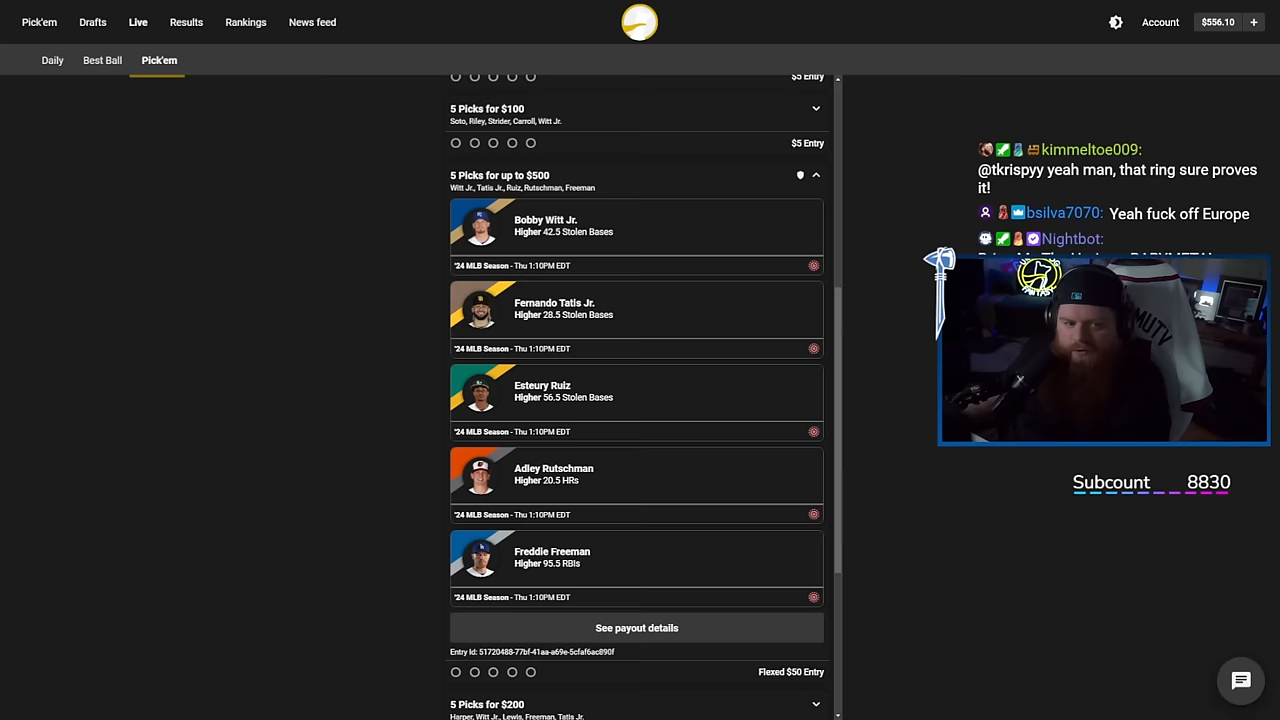 Pick'em
Drafts
Live
Results
Rankings
News feed
Account
$556.10
+
Daily
Best Ball
Pick'em
$5 Entry
5 Picks for $100
Soto, Riley, Strider, Carroll, Witt Jr.
$5 Entry
5 Picks for up to $500
Witt Jr., Tatis Jr., Ruiz, Rutschman, Freeman
Bobby Witt Jr.
Higher 42.5 Stolen Bases
'24 MLB Season - Thu 1:10PM EDT
Fernando Tatis Jr.
Higher 28.5 Stolen Bases
'24 MLB Season - Thu 1:10PM EDT
Esteury Ruiz
Higher 56.5 Stolen Bases
'24 MLB Season - Thu 1:10PM EDT
Adley Rutschman
Higher 20.5 HRs
'24 MLB Season - Thu 1:10PM EDT
Freddie Freeman
Higher 95.5 RBIs
'24 MLB Season - Thu 1:10PM EDT
See payout details
Entry Id: 51720488-77bf-41aa-a69e-5cfaf6ac890f
Flexed $50 Entry
5 Picks for $200
Harper, Witt Jr., Lewis, Freeman, Tatis Jr.
kimmeltoe009:
@tkrispyy yeah man, that ring sure proves
it!
bsilva7070: Yeah fuck off Europe
Nightbot:
MUTV
Subcount 8830